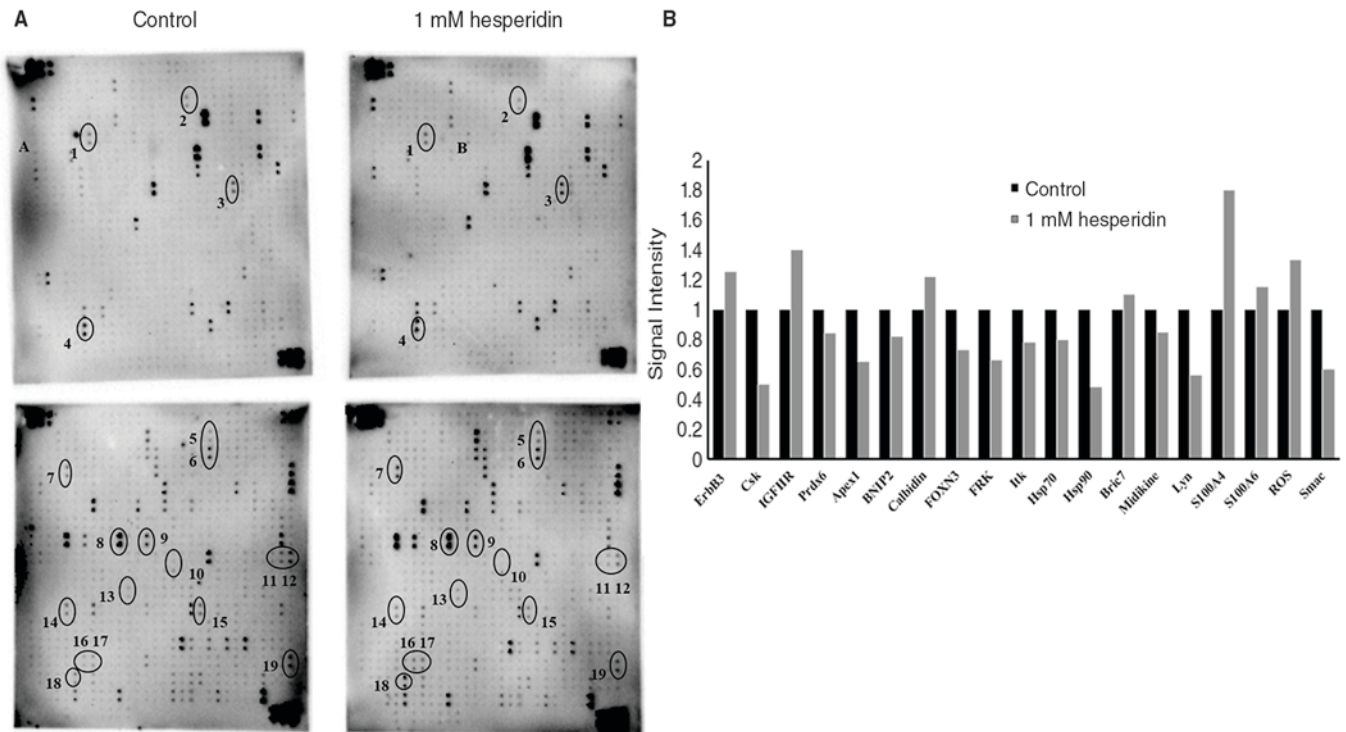 A
Control
1 mM hesperidin
A
1
2
3
4
B
1
2
3
4
5
6
7
8
9
10
11 12
13
14
15
16 17
18
19
5
6
7
8
9
10
11 12
13
14
15
16 17
18
19
B
Signal Intensity
2
1.8
1.6
1.4
1.2
1
0.8
0.6
0.4
0.2
0
Control
1 mM hesperidin
ErbB3
Csk
IGFIIR
Prdx6
Apex1
BNIP2
Calbidin
FOXN3
FRK
Itk
Hsp70
Hsp90
Bric7
Midikine
Lyn
S100A4
S100A6
ROS
Smac